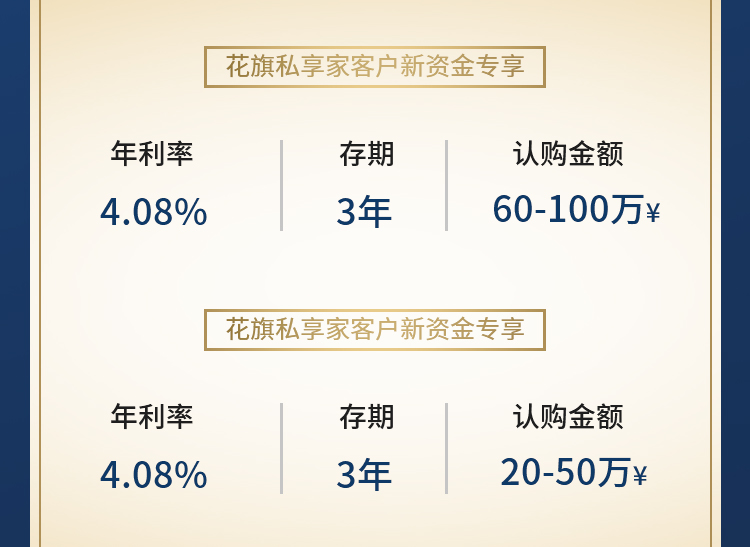 花旗私享家客户新资金专享
年利率 存期 认购金额
4.08% 3年 60-100万¥
花旗私享家客户新资金专享
年利率 存期 认购金额
4.08% 3年 20-50万¥